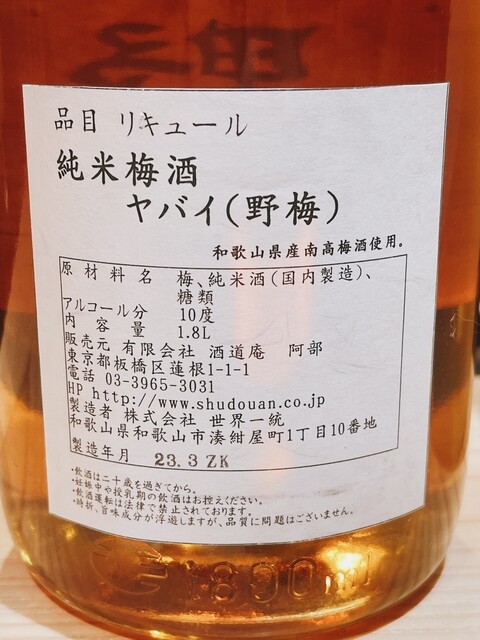 品目 リキュール
純米梅酒
ヤバイ(野梅)
和歌山県産南高梅酒使用。
原材料名 梅、純米酒(国内製造)、
糖類
アルコール分 10度
内容量 1.8L
販売元 有限会社 酒道庵 阿部
東京都板橋区蓮根1-1-1
電話 03-3965-3031
HP http://www.shudouan.co.jp
製造者 株式会社 世界一統
和歌山県和歌山市湊紺屋町1丁目10番地
製造年月 23.3 ZK
・飲酒は二十歳を過ぎてから。
・妊娠中や授乳期の飲酒はお控えください。
・飲酒運転は法律で禁止されております。
・時折、旨味成分が浮遊しますが、品質に問題はございません。
1.800ml